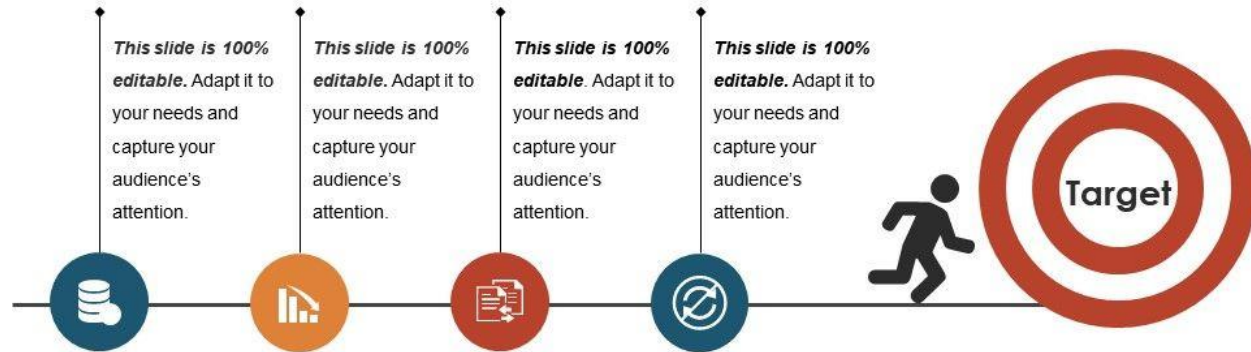 This slide is 100%
editable. Adapt it to
your needs and
capture your
audience’s
attention.
This slide is 100%
editable. Adapt it to
your needs and
capture your
audience’s
attention.
This slide is 100%
editable. Adapt it to
your needs and
capture your
audience’s
attention.
This slide is 100%
editable. Adapt it to
your needs and
capture your
audience’s
attention.
Target